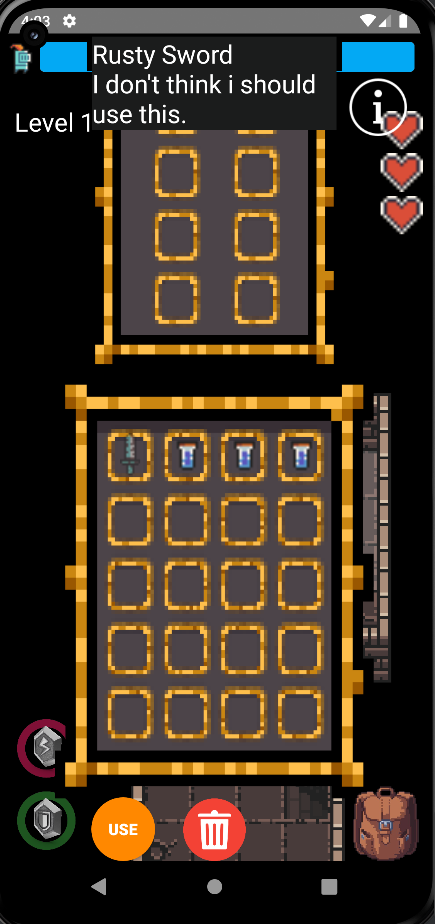 4:03
Rusty Sword
I don't think i should
use this.
i
Level 1
USE